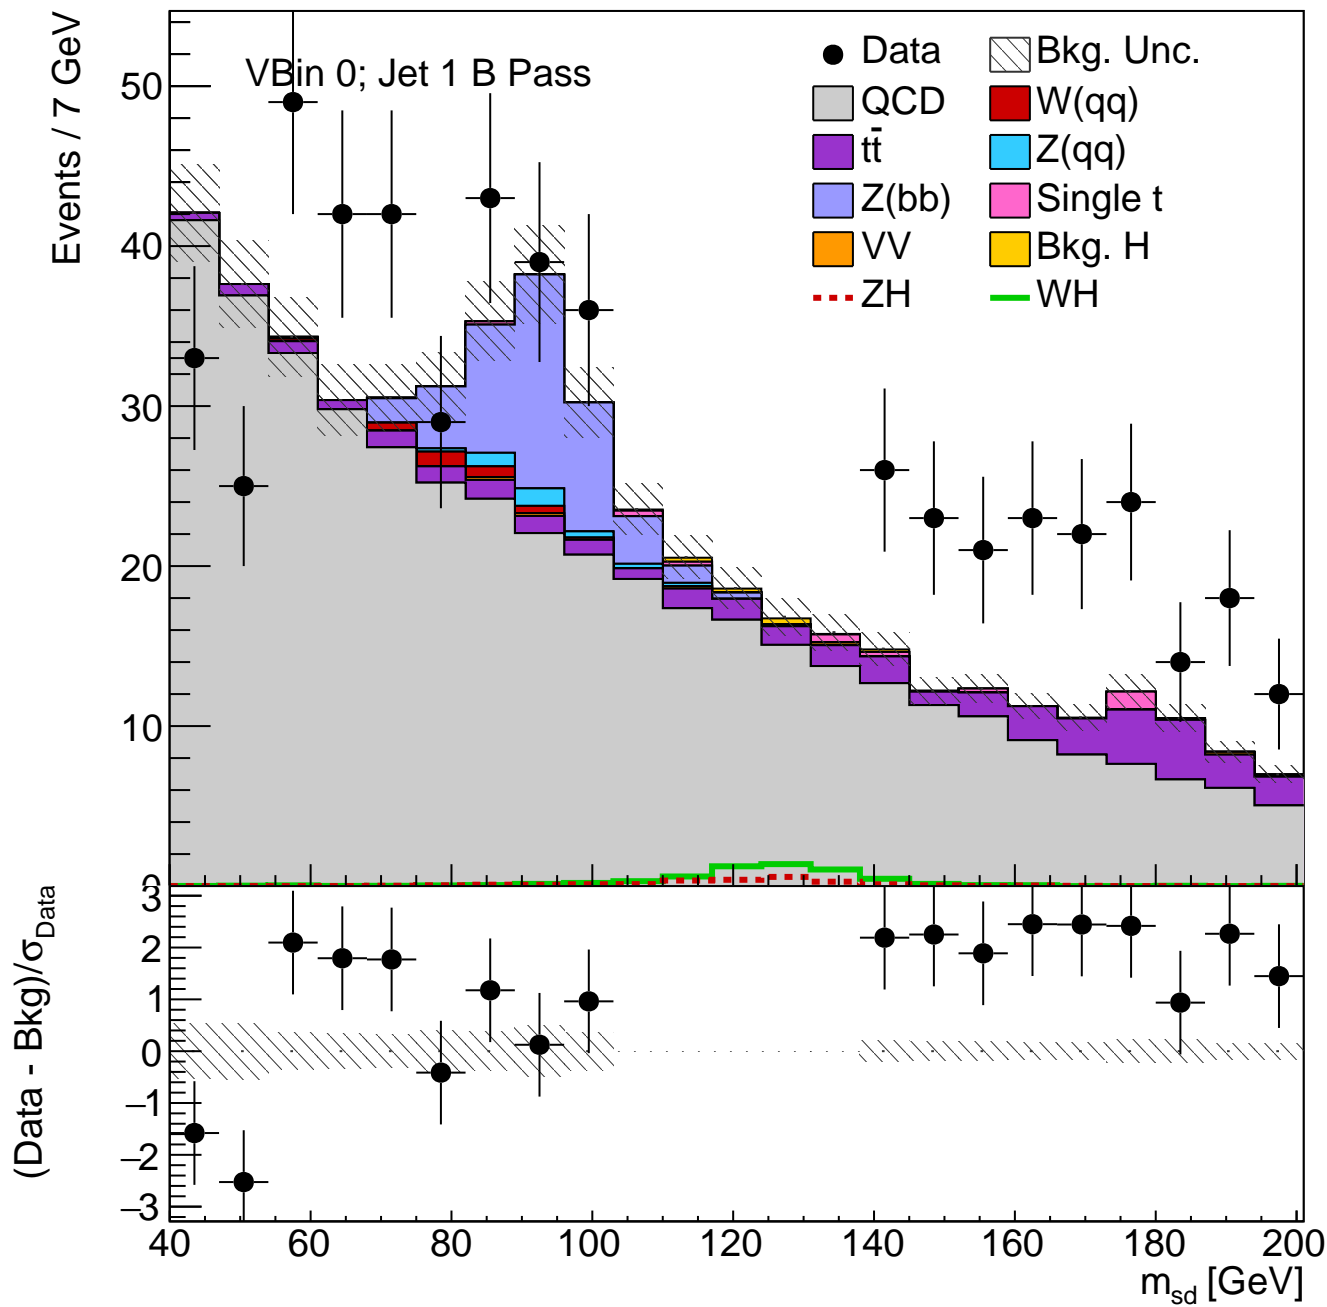 Events / 7 GeV
VBin 0; Jet 1 B Pass
Data
Bkg. Unc.
QCD
W(qq)
tt̄
Z(qq)
Z(bb)
Single t
VV
Bkg. H
ZH
WH
50
40
30
20
10
0
(Data - Bkg)/σ_Data
3
2
1
0
−1
−2
−3
40 60 80 100 120 140 160 180 200
m_sd [GeV]